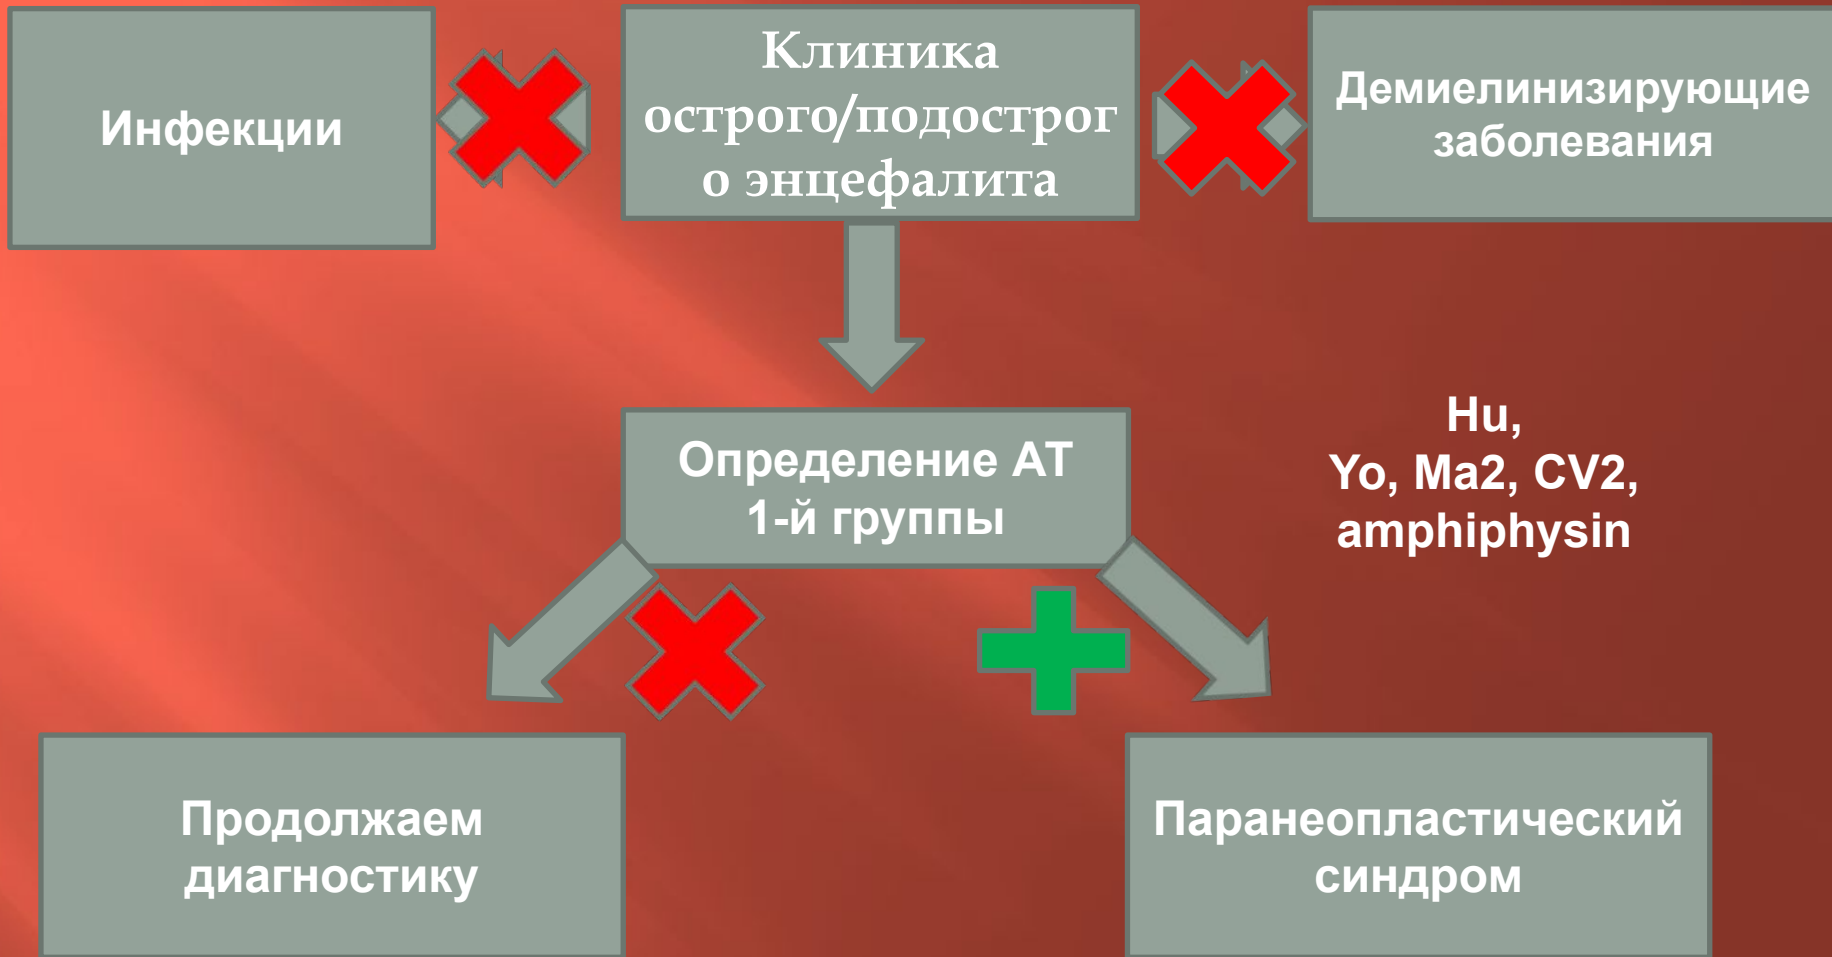 Инфекции
Клиника
острого/подострог
о энцефалита
Демиелинизирующие
заболевания
Определение АТ
1-й группы
Hu,
Yo, Ma2, CV2,
amphiphysin
Продолжаем
диагностику
Паранеопластический
синдром